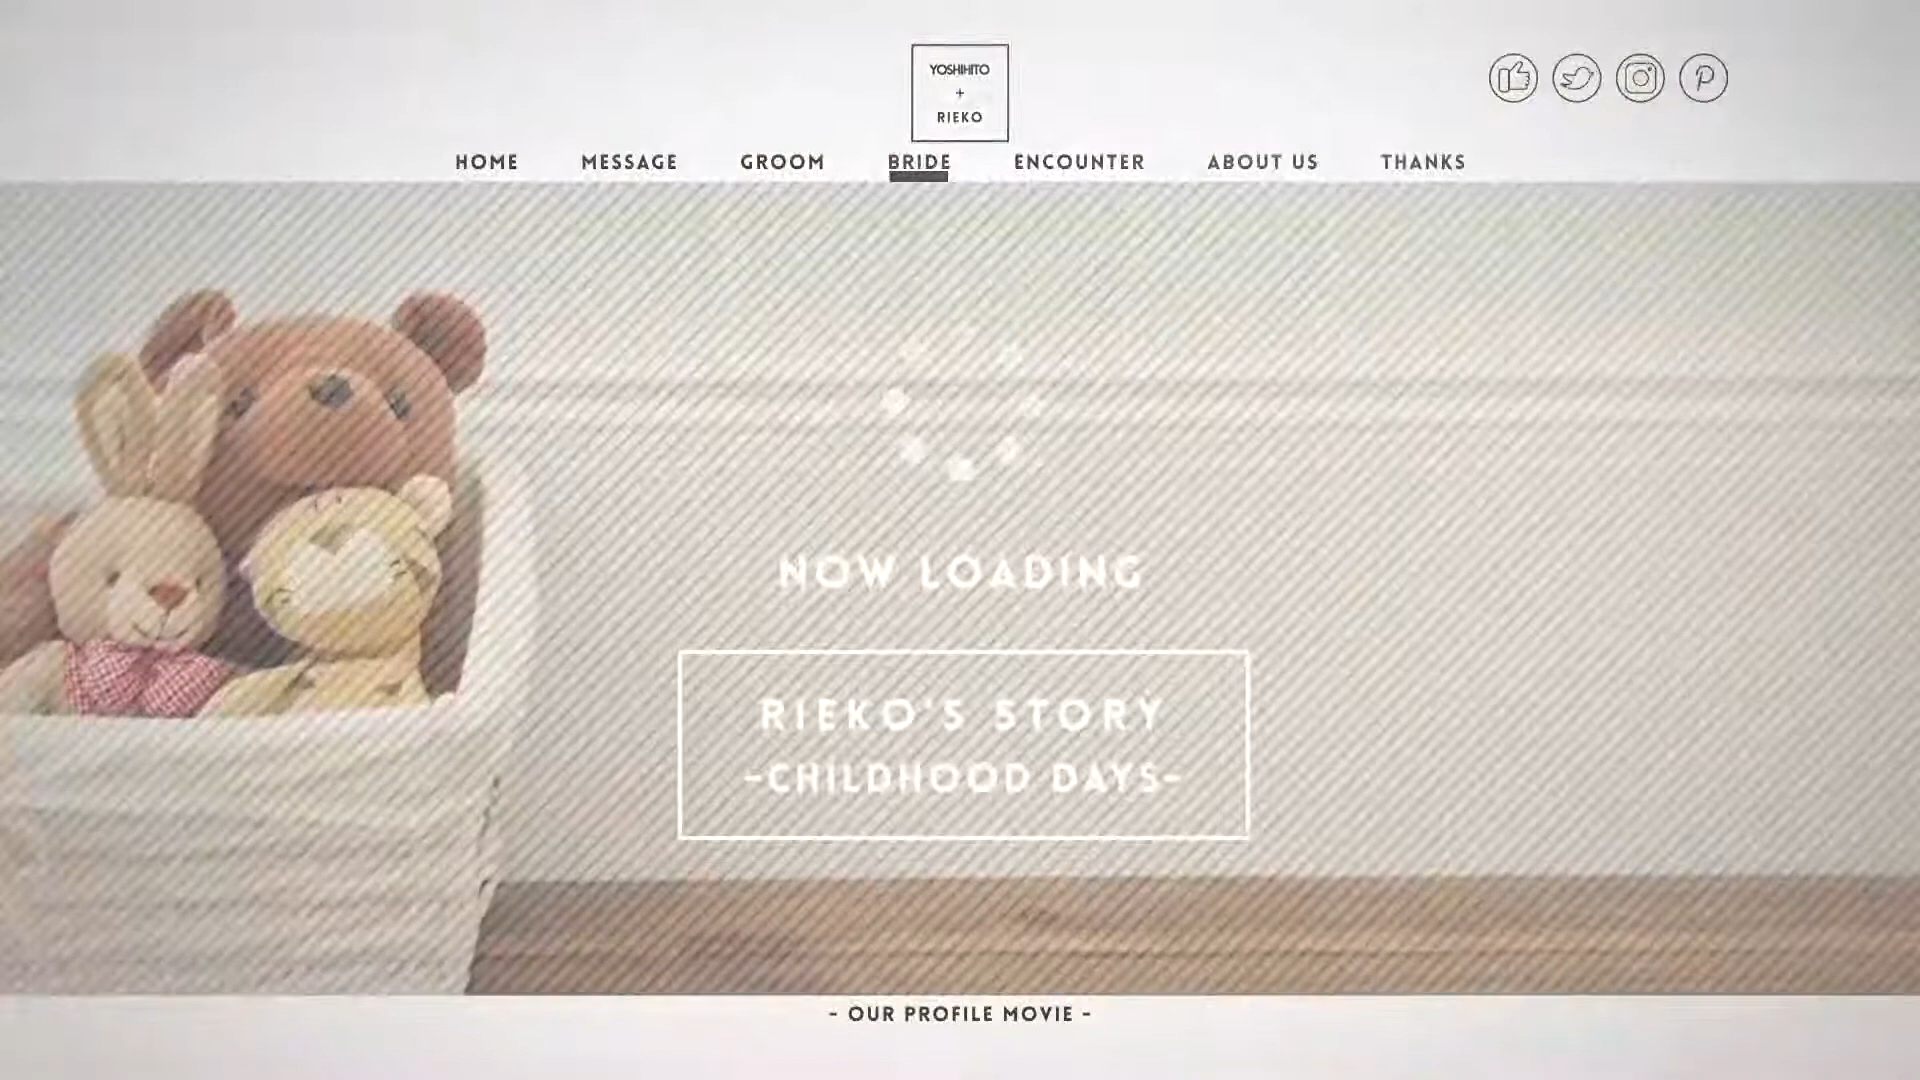 YOSHIHITO
+
RIEKO
HOME MESSAGE GROOM BRIDE ENCOUNTER ABOUT US THANKS
NOW LOADING
RIEKO'S STORY
-CHILDHOOD DAYS-
- OUR PROFILE MOVIE -